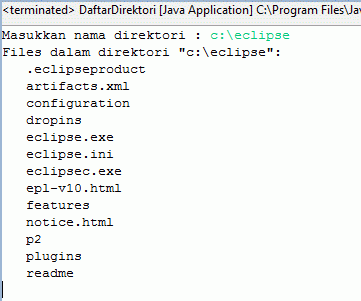 <terminated> DaftarDirektori [Java Application] C:\Program Files\Jav
Masukkan nama direktori : c:\eclipse
Files dalam direktori "c:\eclipse":
.eclipseproduct
artifacts.xml
configuration
dropins
eclipse.exe
eclipse.ini
eclipsec.exe
epl-v10.html
features
notice.html
p2
plugins
readme